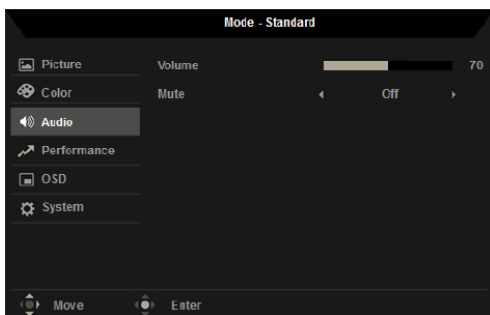 Mode - Standard
Picture
Volume 70
Color
Mute Off
Audio
Performance
OSD
System
Move Enter